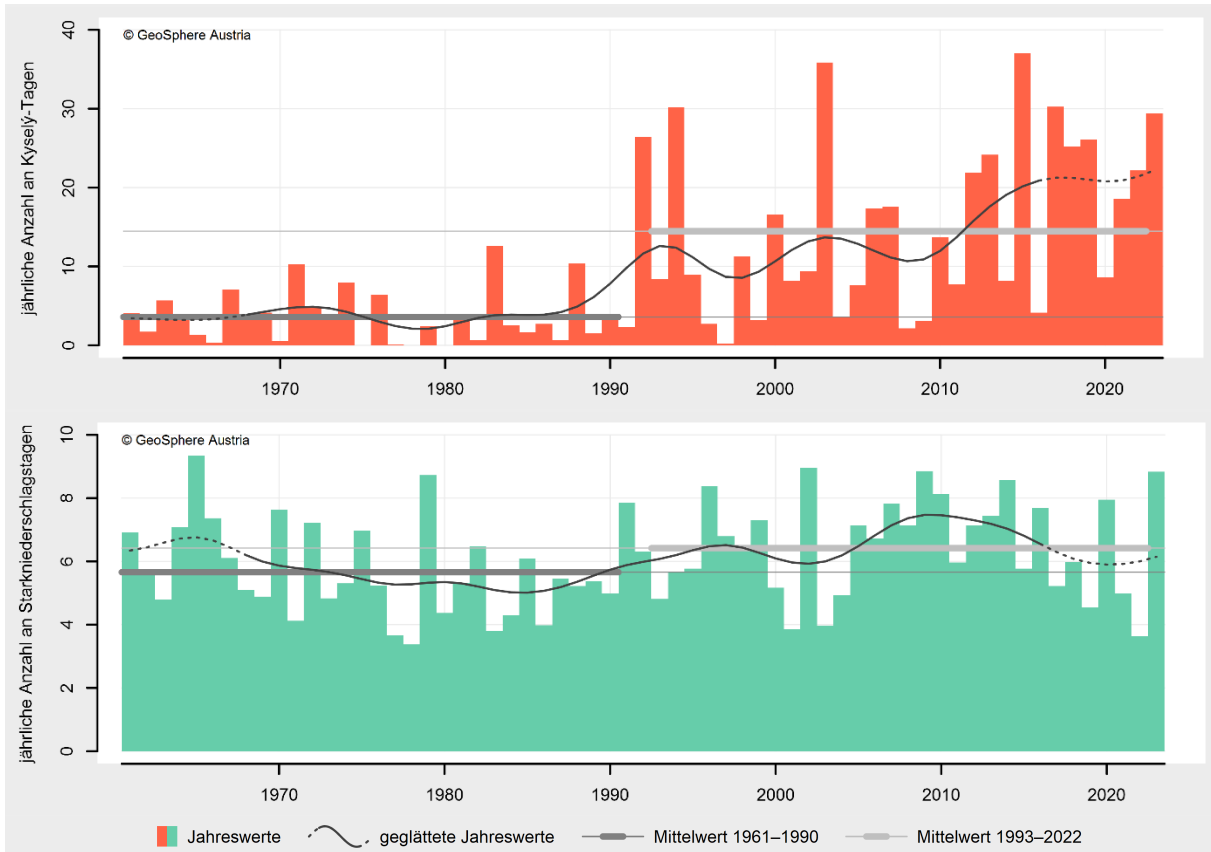 © GeoSphere Austria
jährliche Anzahl an Kyselý-Tagen
40
30
20
10
0
1970 1980 1990 2000 2010 2020
© GeoSphere Austria
jährliche Anzahl an Starkniederschlagstagen
10
8
6
4
2
0
1970 1980 1990 2000 2010 2020
Jahreswerte geglättete Jahreswerte Mittelwert 1961–1990 Mittelwert 1993–2022